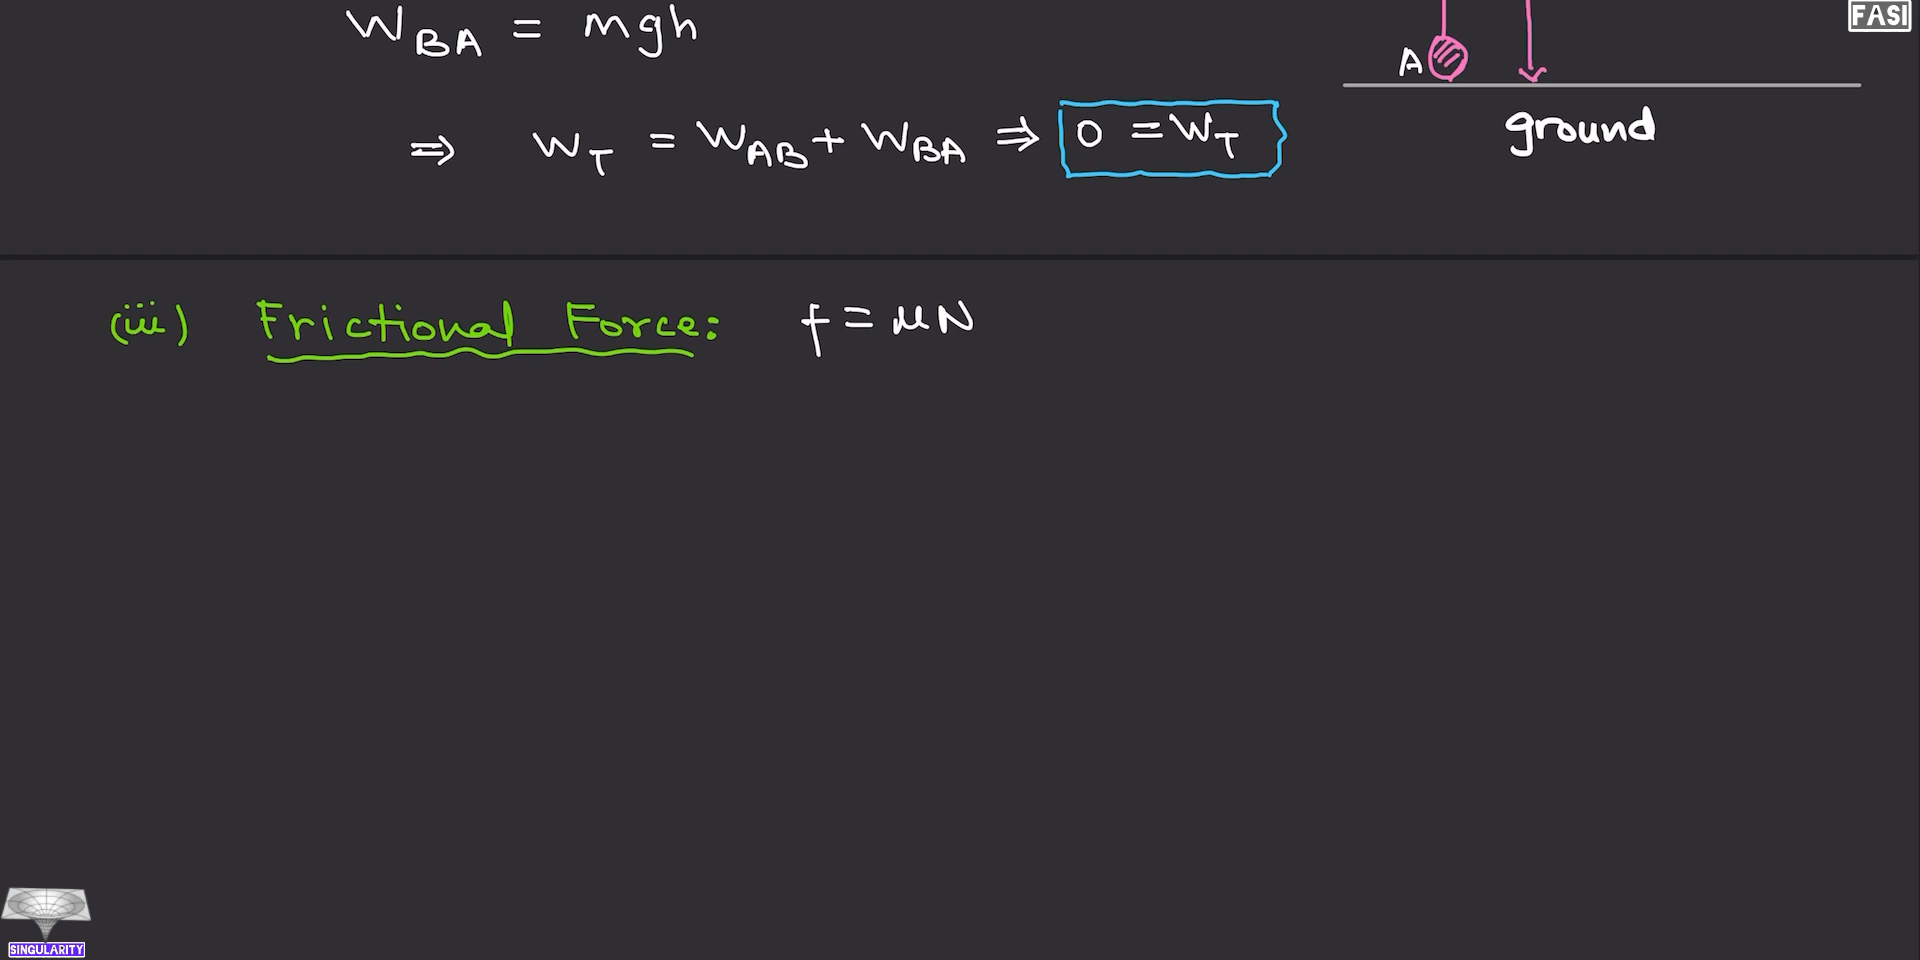 W_BA = mgh
FASI
A
⇒ W_T = W_AB + W_BA ⇒ 0 = W_T
ground
(iii) Frictional Force: f = μN
SINGULARITY